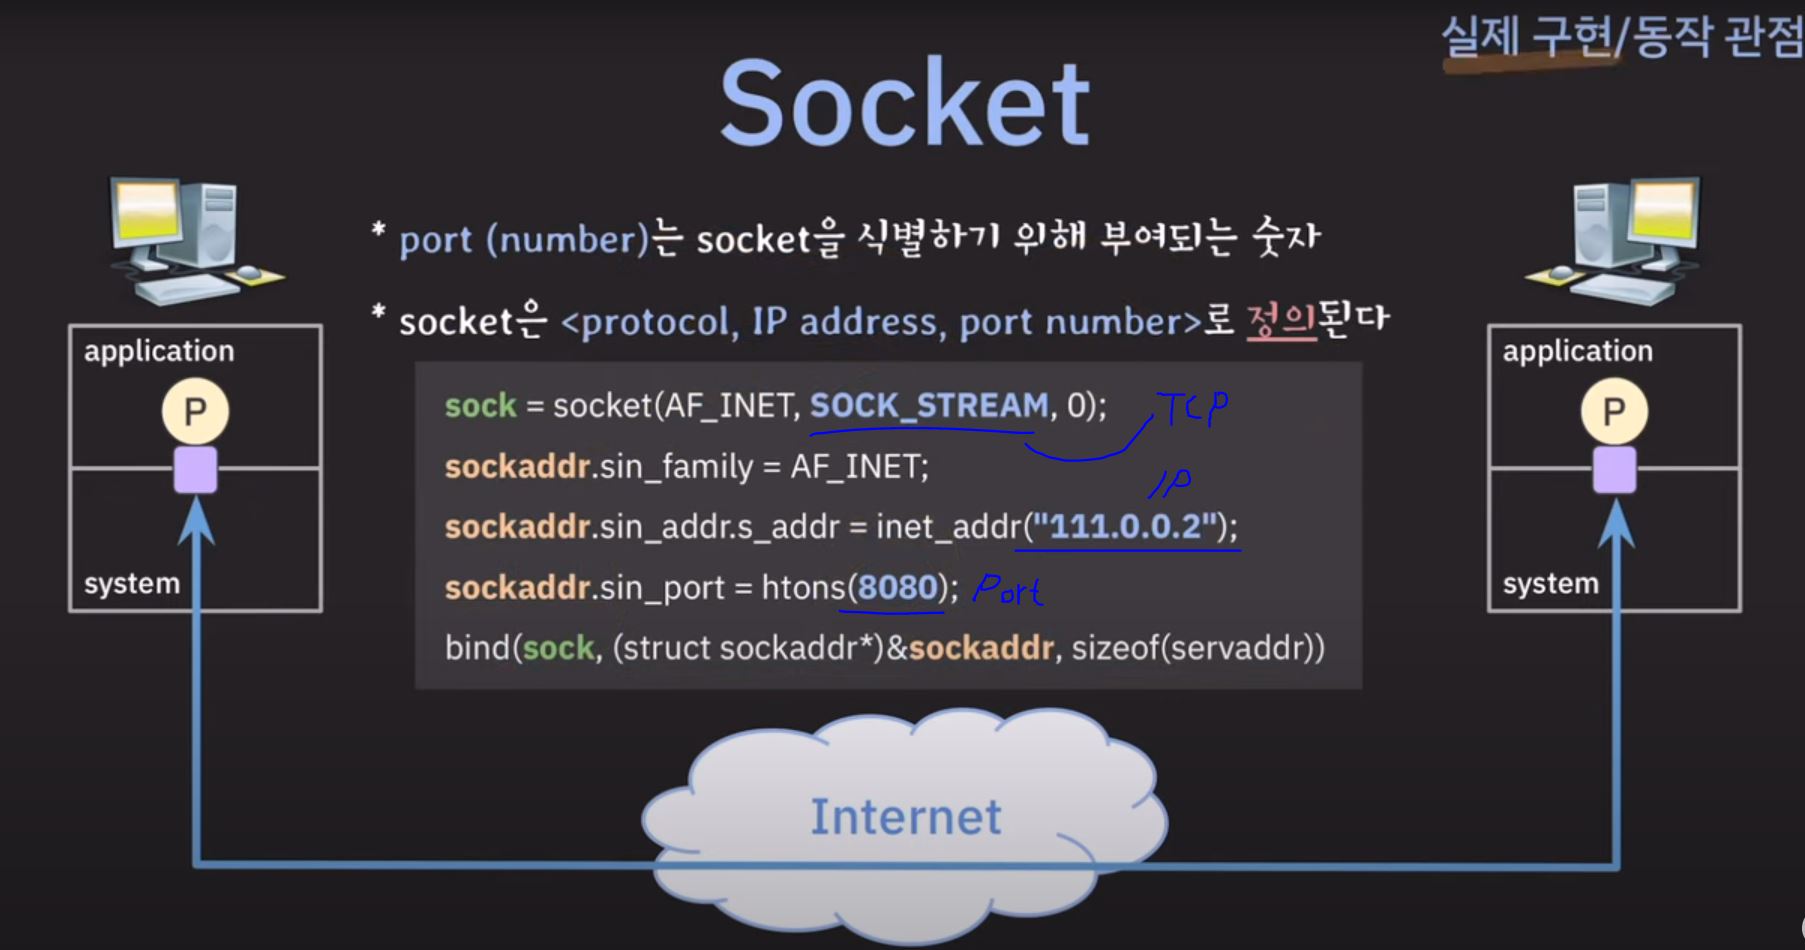 실제 구현/동작 관점
Socket
* port (number)는 socket을 식별하기 위해 부여되는 숫자
* socket은 <protocol, IP address, port number>로 정의된다
application
P
system
sock = socket(AF_INET, SOCK_STREAM, 0);
TCP
sockaddr.sin_family = AF_INET;
IP
sockaddr.sin_addr.s_addr = inet_addr("111.0.0.2");
sockaddr.sin_port = htons(8080); Port
bind(sock, (struct sockaddr*)&sockaddr, sizeof(servaddr))
application
P
system
Internet